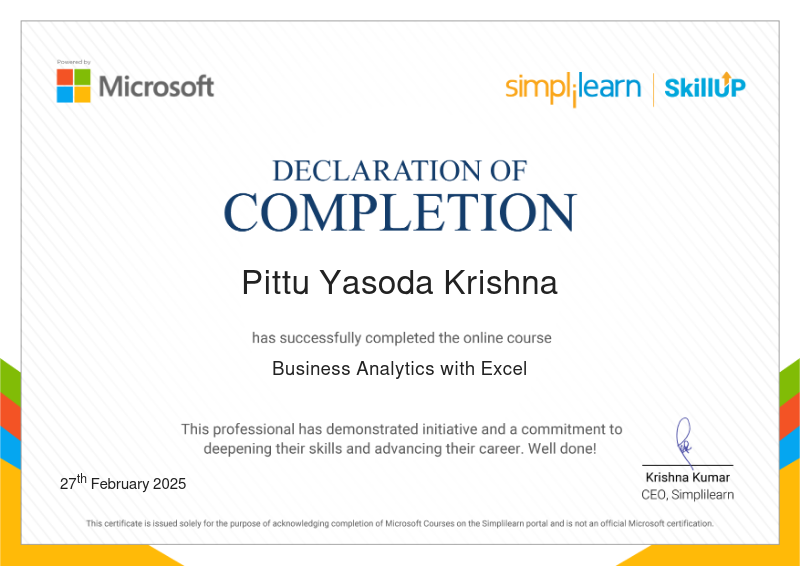 Powered by
Microsoft
simplilearn | SkillUP
DECLARATION OF
COMPLETION
Pittu Yasoda Krishna
has successfully completed the online course
Business Analytics with Excel
This professional has demonstrated initiative and a commitment to
deepening their skills and advancing their career. Well done!
27th February 2025
Krishna Kumar
CEO, Simplilearn
This certificate is issued solely for the purpose of acknowledging completion of Microsoft Courses on the Simplilearn portal and is not an official Microsoft certification.